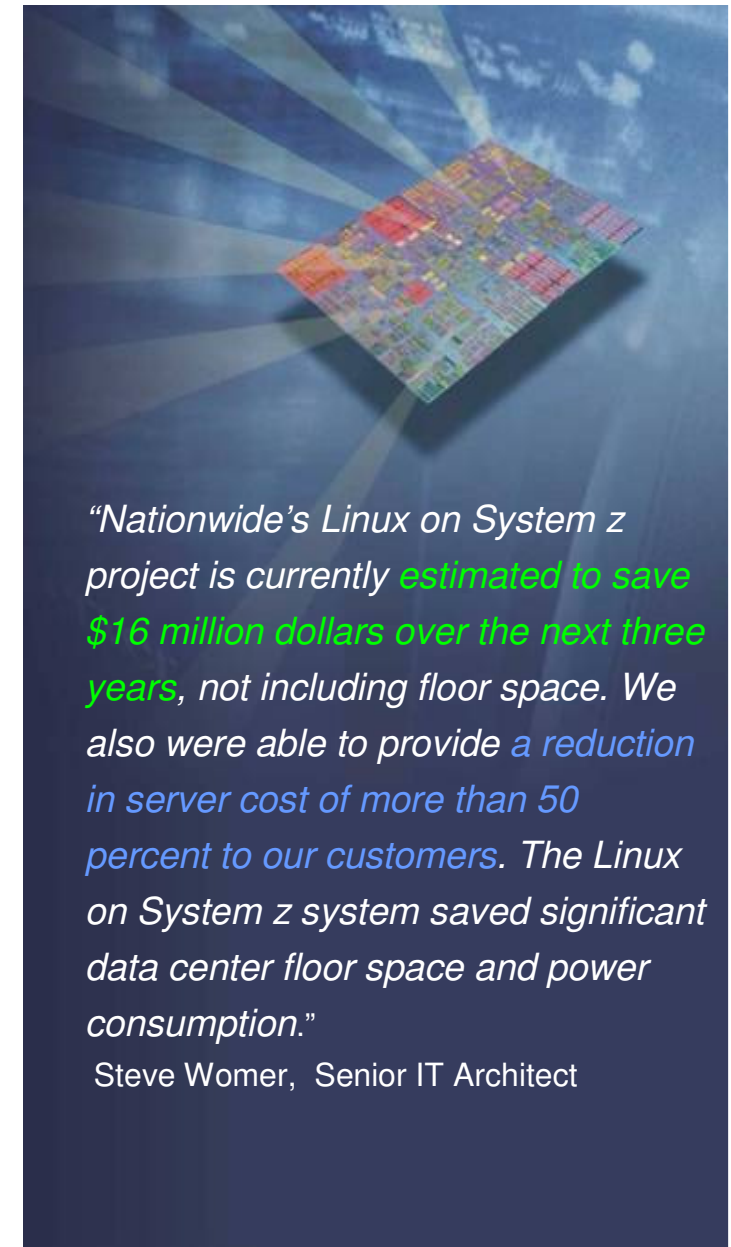 “Nationwide’s Linux on System z
project is currently estimated to save
$16 million dollars over the next three
years, not including floor space. We
also were able to provide a reduction
in server cost of more than 50
percent to our customers. The Linux
on System z system saved significant
data center floor space and power
consumption.”
Steve Womer,  Senior IT Architect